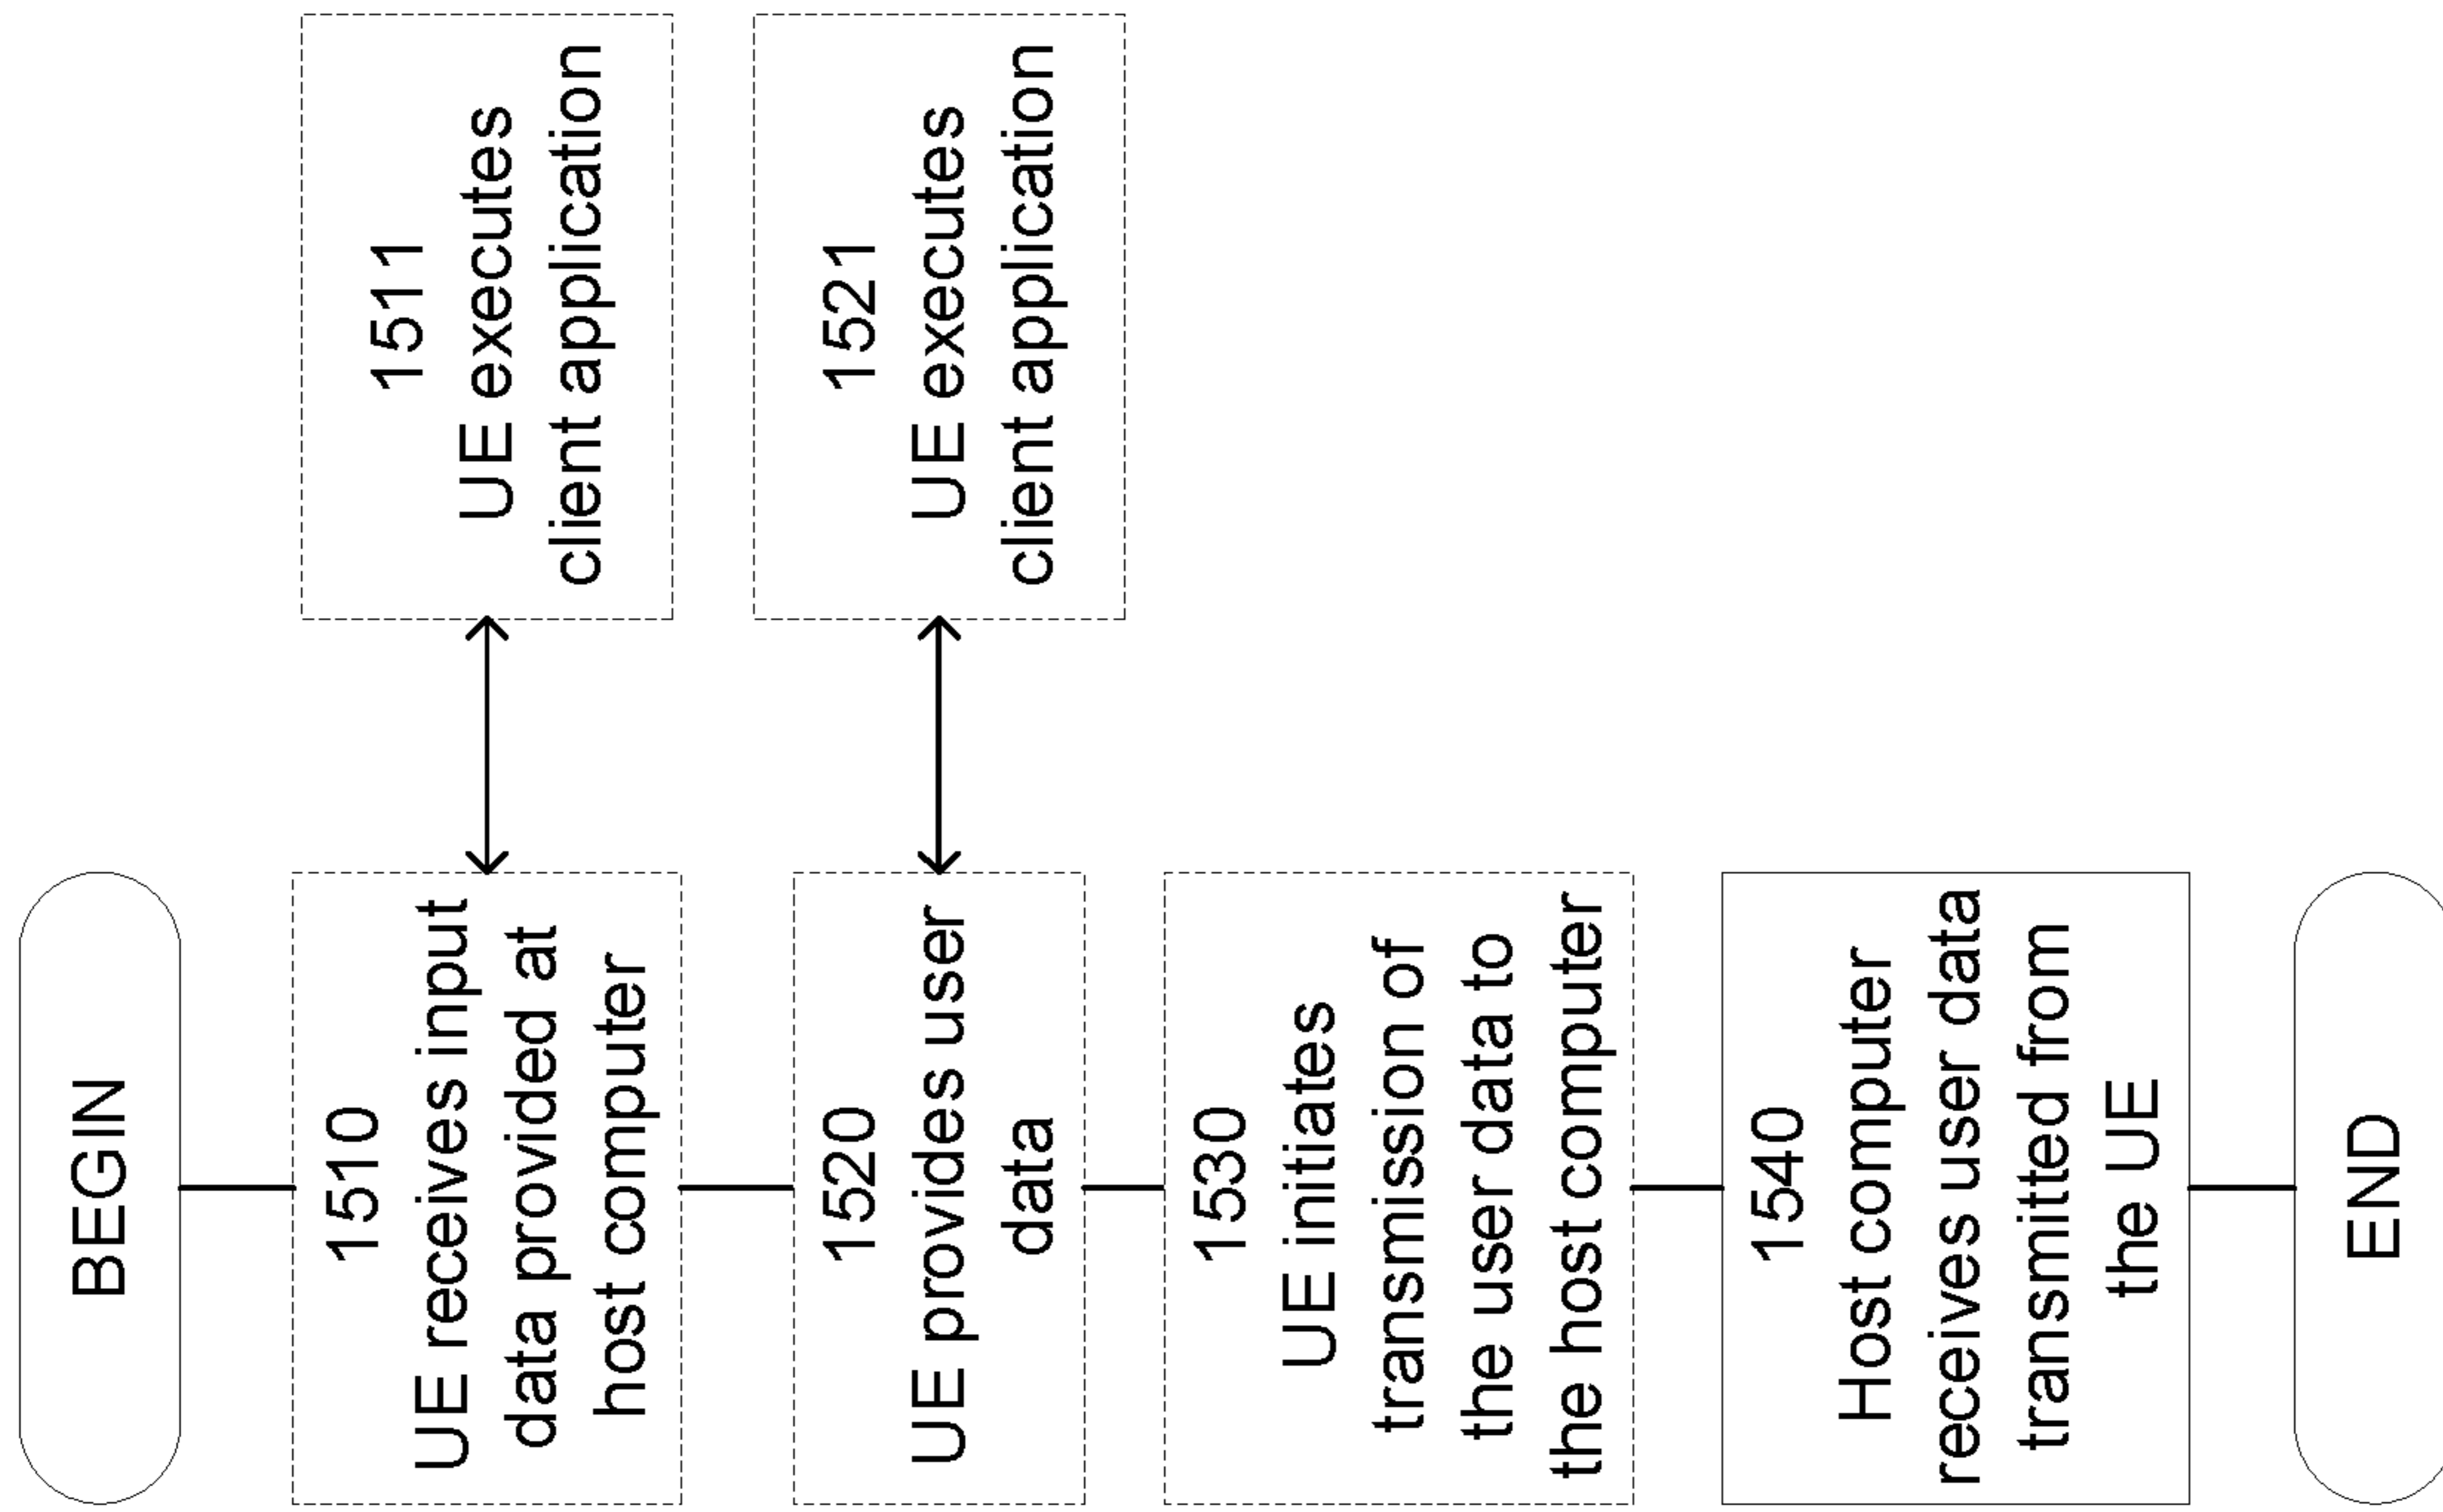 BEGIN
1510
UE receives input
data provided at
host computer
1511
UE executes
client application
1520
UE provides user
data
1521
UE executes
client application
1530
UE initiates
transmission of
the user data to
the host computer
1540
Host computer
receives user data
transmitted from
the UE
END